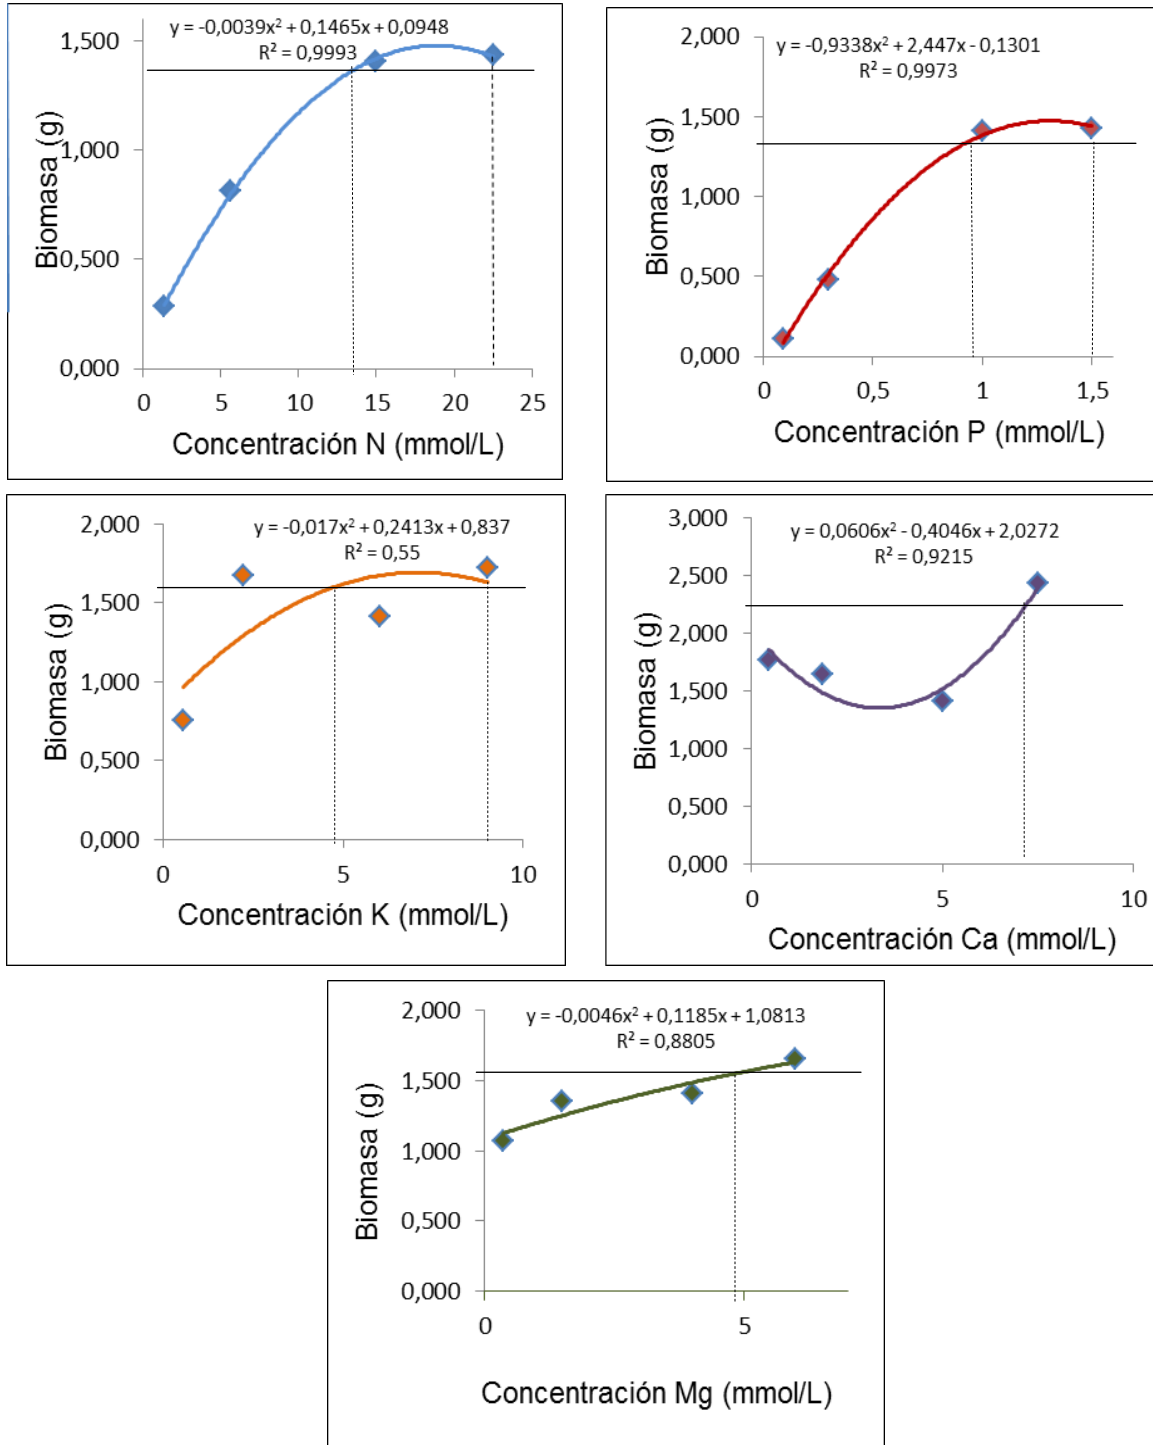 y = -0,0039x² + 0,1465x + 0,0948
R² = 0,9993
1,500
1,000
0,500
0,000
Biomasa (g)
0 5 10 15 20 25
Concentración N (mmol/L)
y = -0,9338x² + 2,447x - 0,1301
R² = 0,9973
2,000
1,500
1,000
0,500
0,000
Biomasa (g)
0 0,5 1 1,5
Concentración P (mmol/L)
y = -0,017x² + 0,2413x + 0,837
R² = 0,55
2,000
1,500
1,000
0,500
0,000
Biomasa (g)
0 5 10
Concentración K (mmol/L)
y = 0,0606x² - 0,4046x + 2,0272
R² = 0,9215
3,000
2,500
2,000
1,500
1,000
0,500
0,000
Biomasa (g)
0 5 10
Concentración Ca (mmol/L)
y = -0,0046x² + 0,1185x + 1,0813
R² = 0,8805
2,000
1,500
1,000
0,500
0,000
Biomasa (g)
0 5
Concentración Mg (mmol/L)